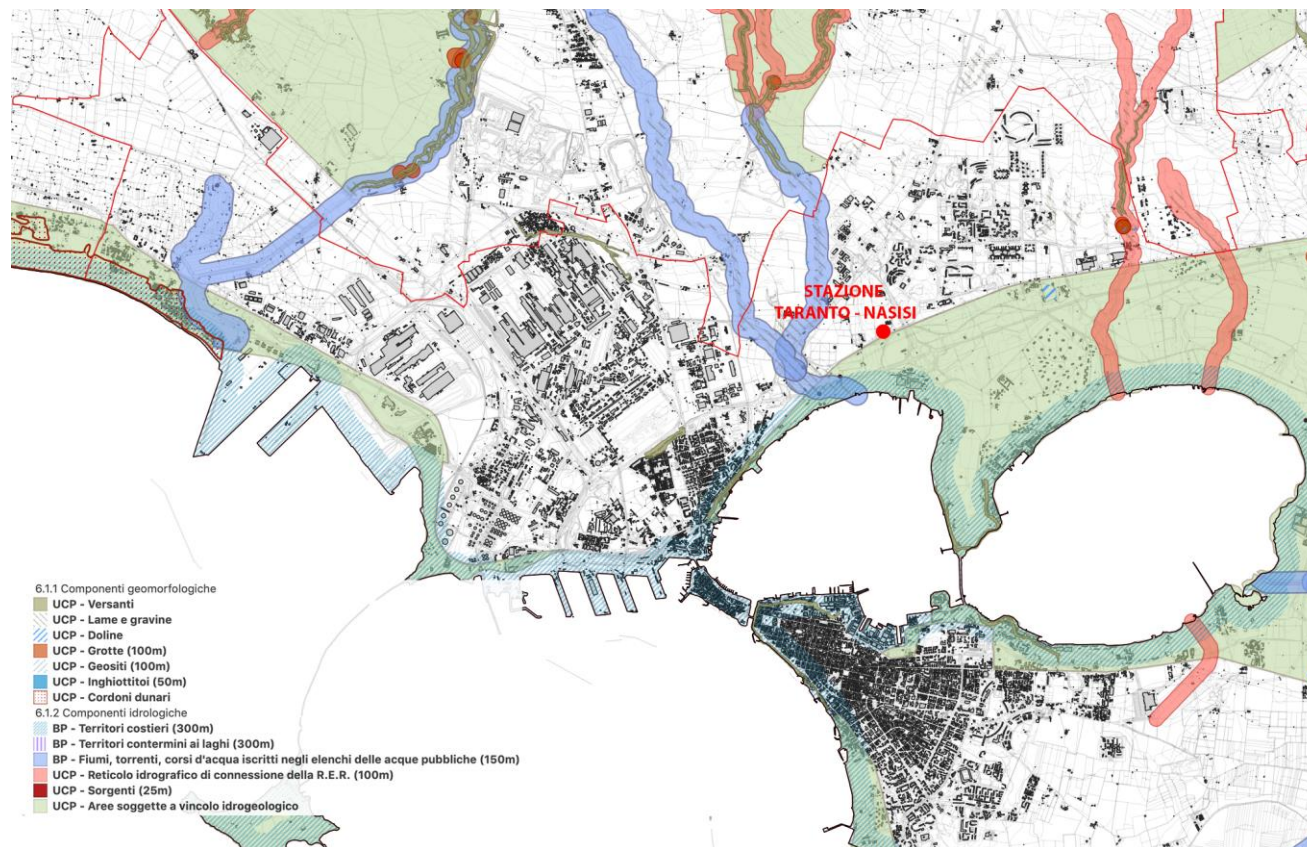 STAZIONE
TARANTO - NASISI
6.1.1 Componenti geomorfologiche
UCP - Versanti
UCP - Lame e gravine
UCP - Doline
UCP - Grotte (100m)
UCP - Geositi (100m)
UCP - Inghiottitoi (50m)
UCP - Cordoni dunari
6.1.2 Componenti idrologiche
BP - Territori costieri (300m)
BP - Territori contermini ai laghi (300m)
BP - Fiumi, torrenti, corsi d'acqua iscritti negli elenchi delle acque pubbliche (150m)
UCP - Reticolo idrografico di connessione della R.E.R. (100m)
UCP - Sorgenti (25m)
UCP - Aree soggette a vincolo idrogeologico